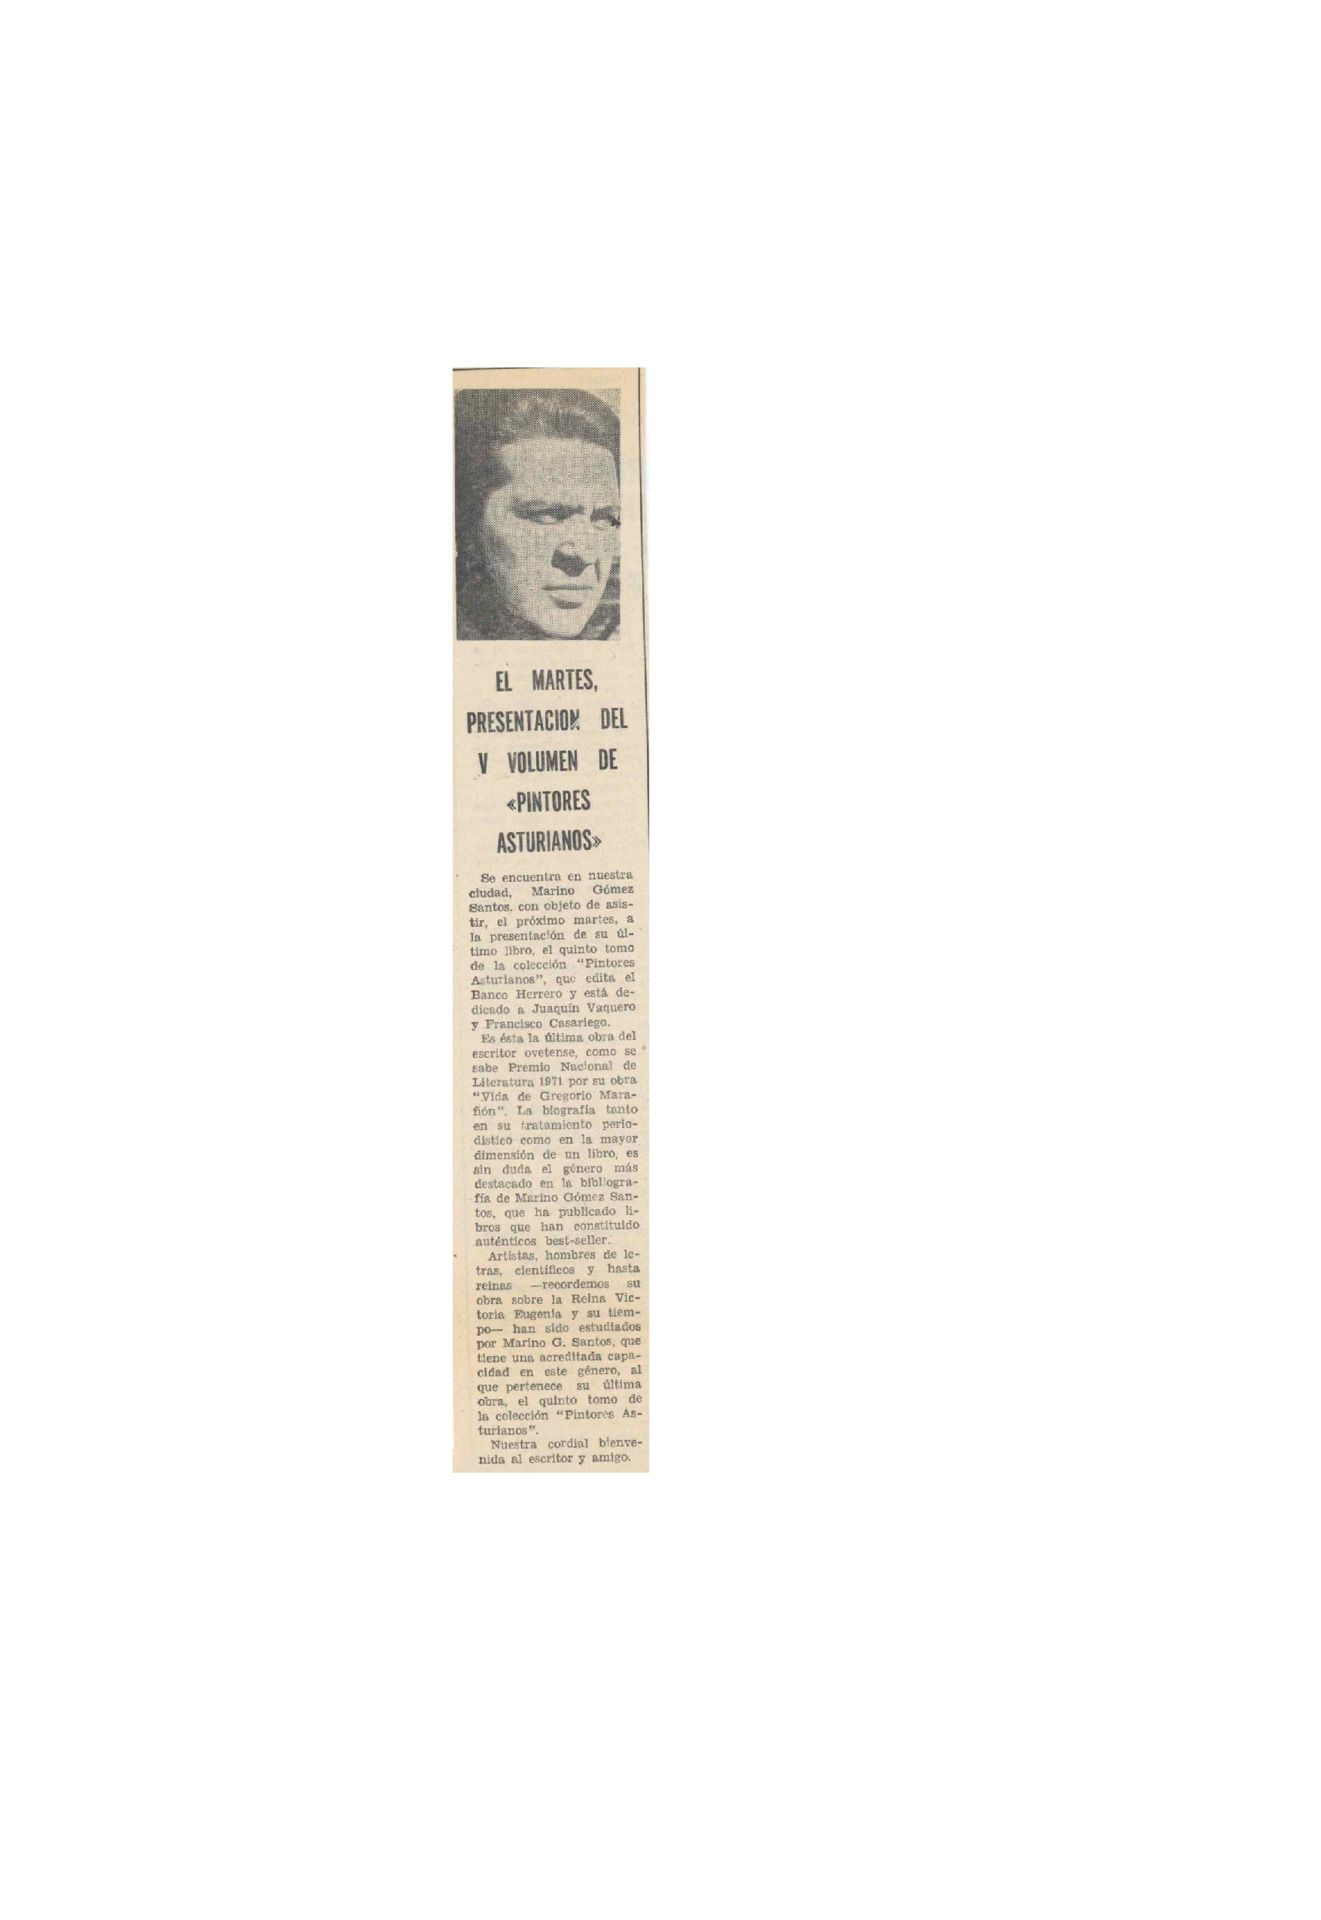 EL MARTES,
PRESENTACION DEL
V VOLUMEN DE
«PINTORES
ASTURIANOS»
Se encuentra en nuestra
ciudad, Marino Gómez
Santos, con objeto de asis-
tir, el próximo martes, a
la presentación de su úl-
timo libro, el quinto tomo
de la colección "Pintores
Asturianos", que edita el
Banco Herrero y está de-
dicado a Juaquín Vaquero
y Francisco Casariego.
Es ésta la última obra del
escritor ovetense, como se
sabe Premio Nacional de
Literatura 1971 por su obra
"Vida de Gregorio Mara-
ñón". La biografía tanto
en su tratamiento perio-
dístico como en la mayor
dimensión de un libro, es
sin duda el género más
destacado en la bibliogra-
fía de Marino Gómez San-
tos, que ha publicado li-
bros que han constituido
auténticos best-seller.
Artistas, hombres de le-
tras, científicos y hasta
reinas —recordemos su
obra sobre la Reina Vic-
toria Eugenia y su tiem-
po— han sido estudiados
por Marino G. Santos, que
tiene una acreditada capa-
cidad en este género, al
que pertenece su última
obra, el quinto tomo de
la colección "Pintores As-
turianos".
Nuestra cordial bienve-
nida al escritor y amigo.